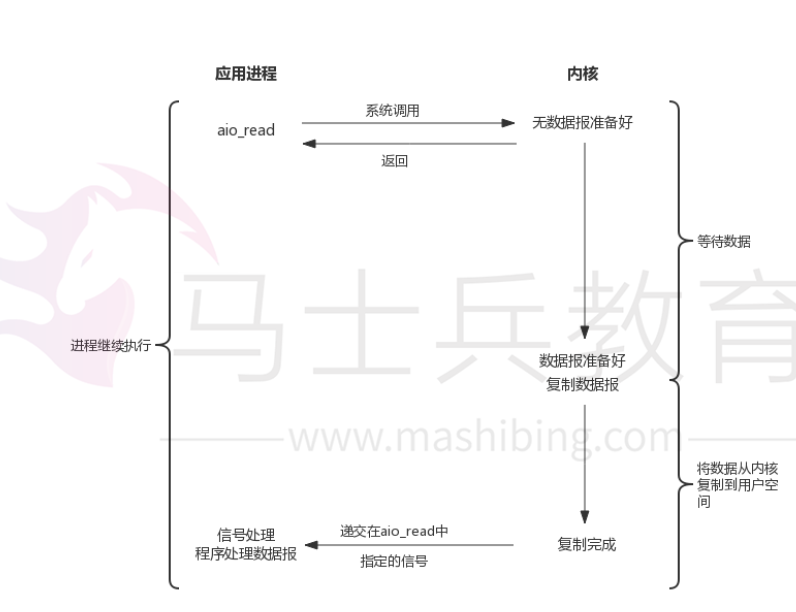 应用进程
内核
aio_read
系统调用
无数据报准备好
返回
等待数据
进程继续执行
马士兵教育
www.mashibing.com
数据报准备好
复制数据报
将数据从内核
复制到用户空
间
信号处理
程序处理数据报
递交在aio_read中
指定的信号
复制完成